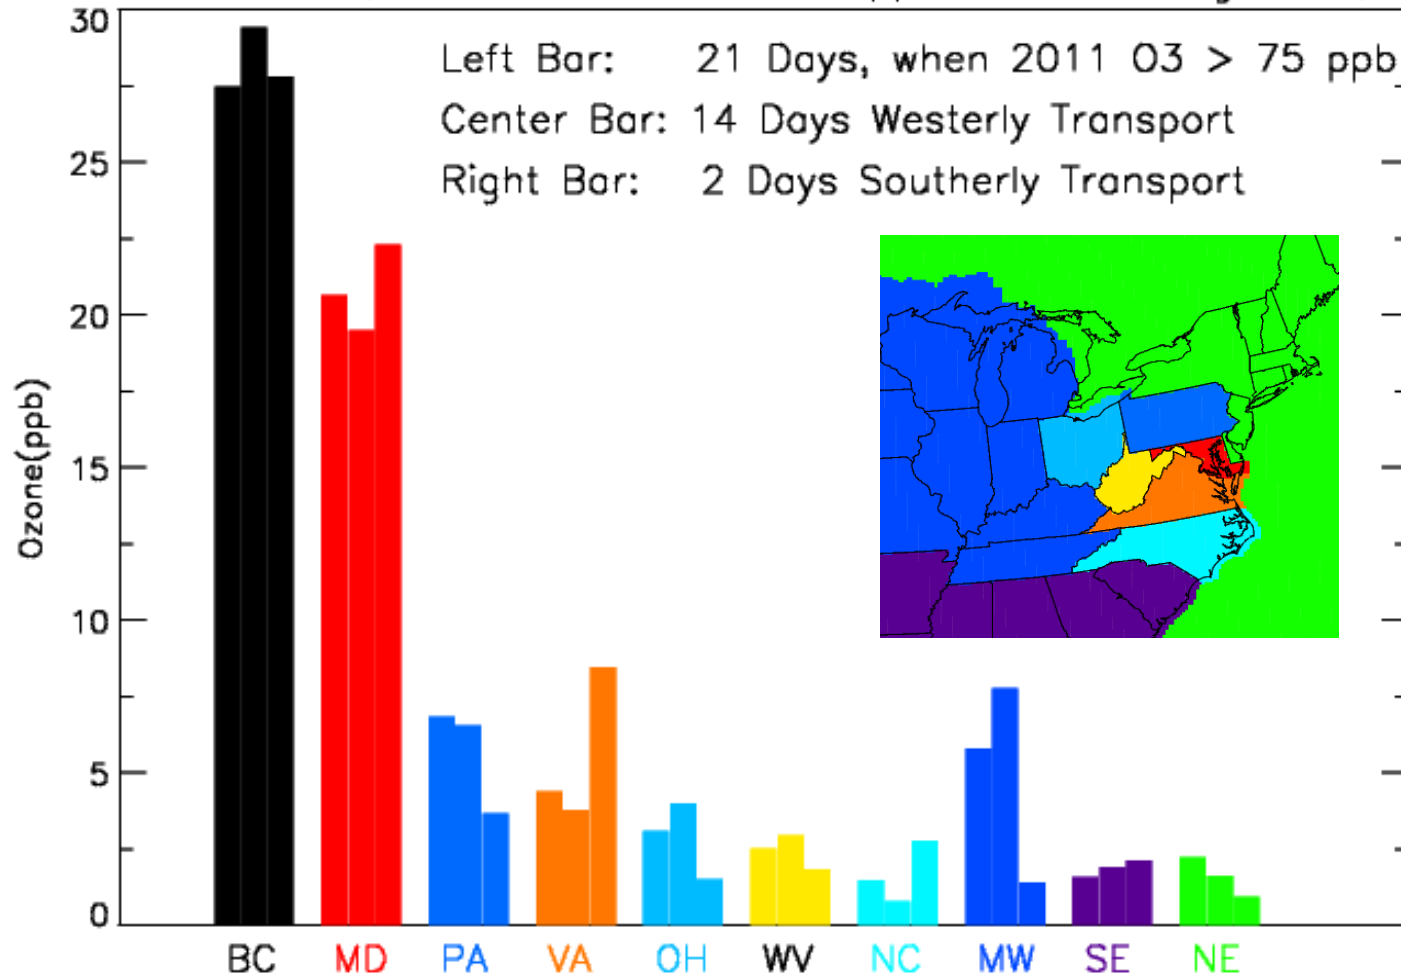 30
Left Bar: 21 Days, when 2011 O3 > 75 ppb
Center Bar: 14 Days Westerly Transport
Right Bar: 2 Days Southerly Transport
25
20
15
10
5
0
Ozone(ppb)
BC MD PA VA OH WV NC MW SE NE